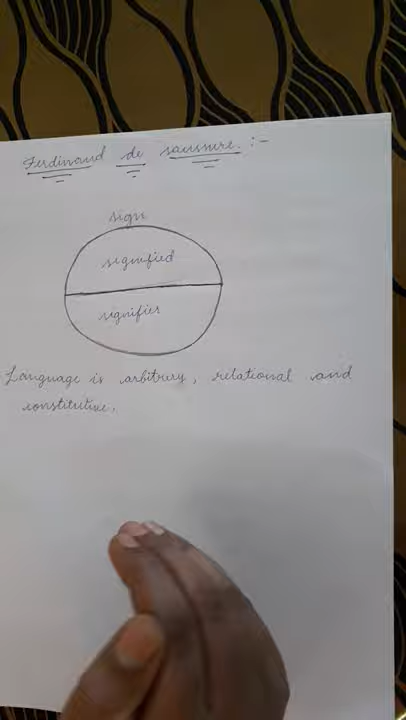 Ferdinand de saussure. :-
sign
signified
signifier
Language is arbitrary, relational and
constitutive,